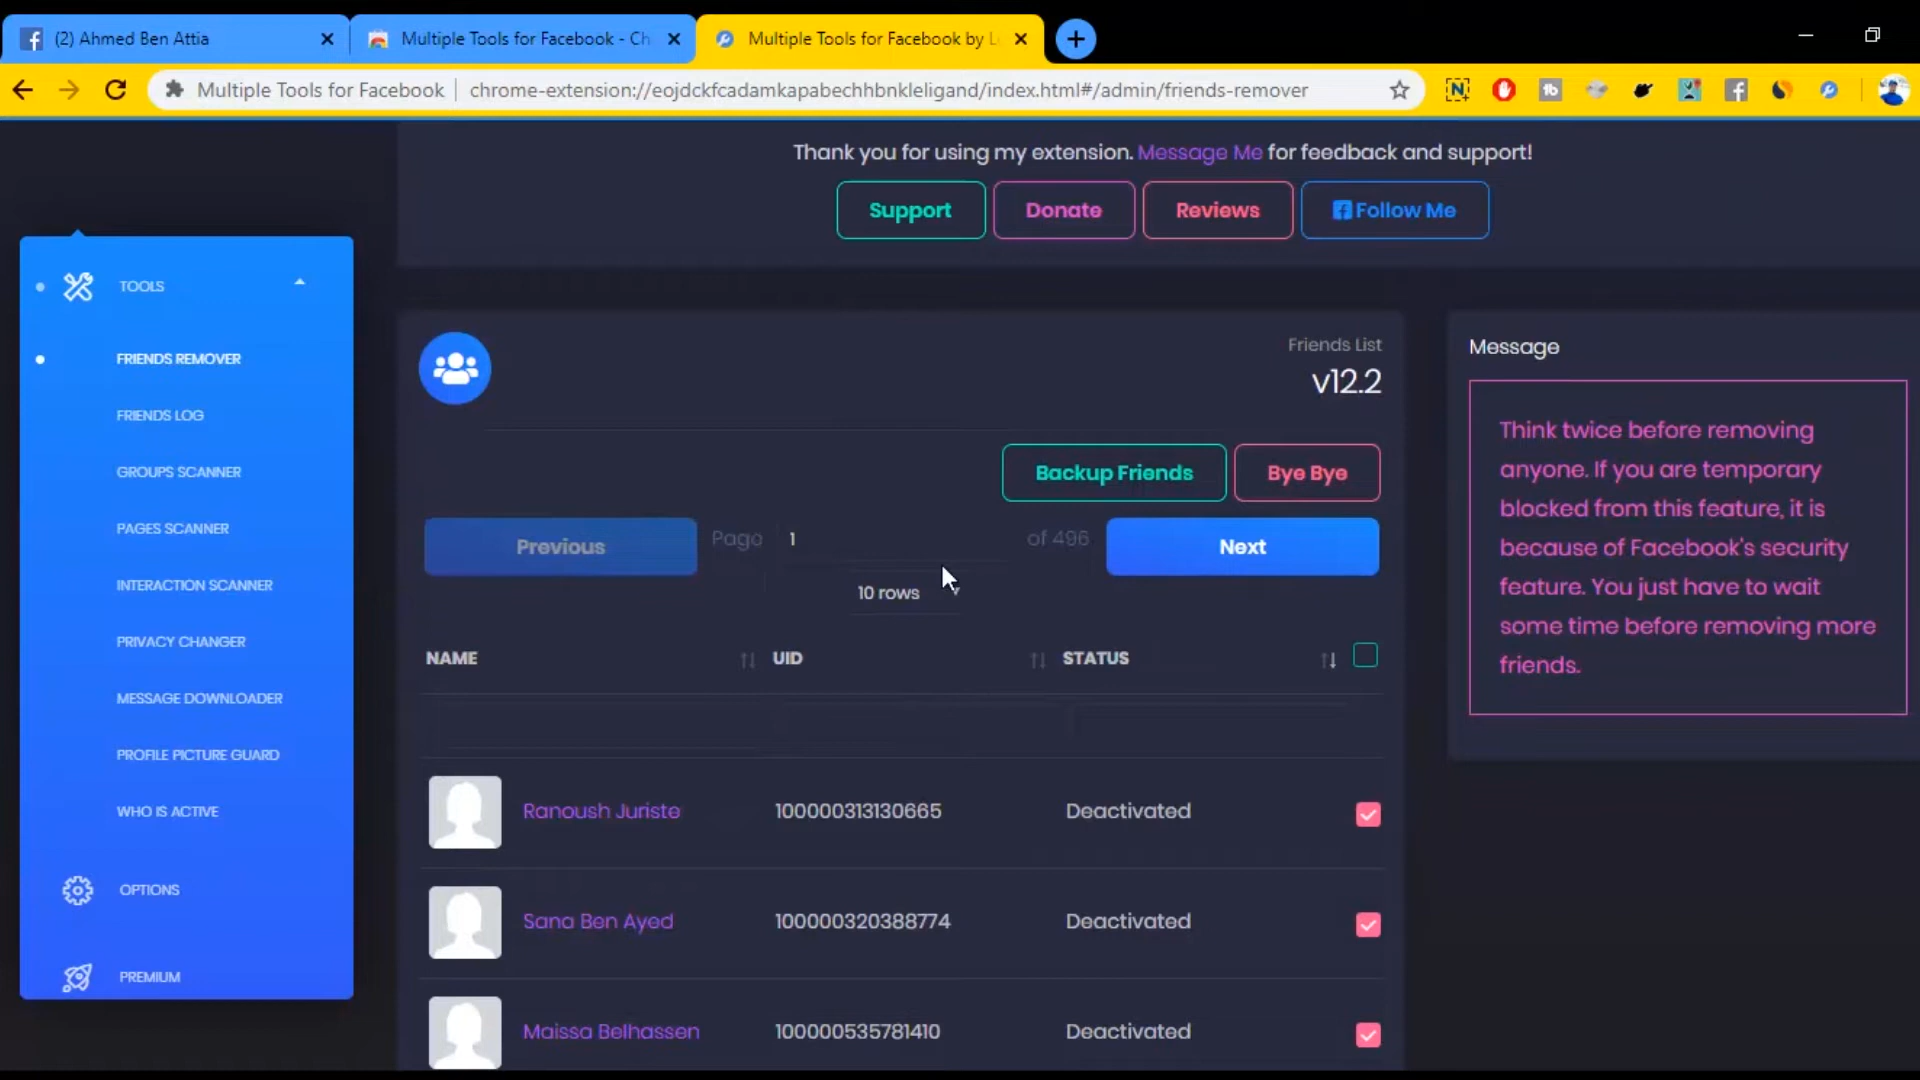 (2) Ahmed Ben Attia
Multiple Tools for Facebook - Ch
Multiple Tools for Facebook by L
Multiple Tools for Facebook | chrome-extension://eojdckfcadamkapabechhbnkleligand/index.html#/admin/friends-remover
Thank you for using my extension. Message Me for feedback and support!
Support Donate Reviews Follow Me
TOOLS
FRIENDS REMOVER
FRIENDS LOG
GROUPS SCANNER
PAGES SCANNER
INTERACTION SCANNER
PRIVACY CHANGER
MESSAGE DOWNLOADER
PROFILE PICTURE GUARD
WHO IS ACTIVE
OPTIONS
PREMIUM
Friends List
v12.2
Backup Friends Bye Bye
Previous Page 1 of 496 Next
10 rows
NAME UID STATUS
Ranoush Juriste 100000313130665 Deactivated
Sana Ben Ayed 100000320388774 Deactivated
Maissa Belhassen 100000535781410 Deactivated
Message
Think twice before removing
anyone. If you are temporary
blocked from this feature, it is
because of Facebook's security
feature. You just have to wait
some time before removing more
friends.